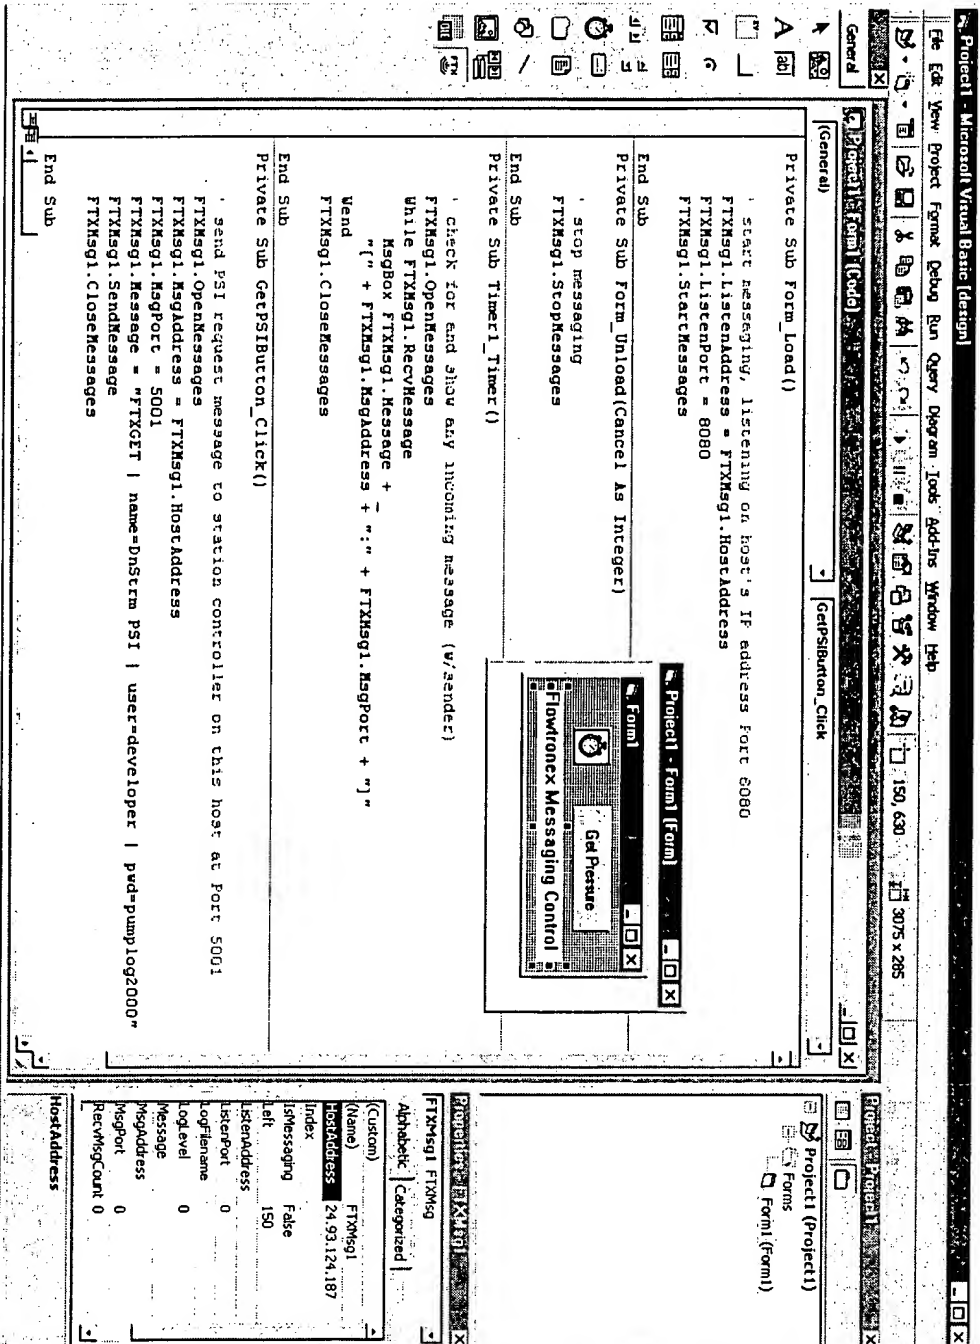 Project1 - Microsoft Visual Basic [design]
File Edit View Project Format Debug Run Query Diagram Tools Add-Ins Window Help
150, 630 3075 x 285
General
A ab|
Project1 - Form1 (Code)
(General) GetPSIButton_Click
Private Sub Form_Load()
' start messaging, listening on host's IP address Port 8080
FTXMsg1.ListenAddress = FTXMsg1.HostAddress
FTXMsg1.ListenPort = 8080
FTXMsg1.StartMessages
End Sub
Private Sub Form_Unload(Cancel As Integer)
' stop messaging
FTXMsg1.StopMessages
End Sub
Private Sub Timer1_Timer()
' check for and show any incoming message (w/sender)
FTXMsg1.OpenMessages
While FTXMsg1.RecvMessage
MsgBox FTXMsg1.Message + _
"[" + FTXMsg1.MsgAddress + ":" + FTXMsg1.MsgPort + "]"
Wend
FTXMsg1.CloseMessages
End Sub
Private Sub GetPSIButton_Click()
' send PSI request message to station controller on this host at Port 5001
FTXMsg1.OpenMessages
FTXMsg1.MsgAddress = FTXMsg1.HostAddress
FTXMsg1.MsgPort = 5001
FTXMsg1.Message = "FTXGET | name=DnStrm PSI | user=developer | pwd=pumplog2000"
FTXMsg1.SendMessage
FTXMsg1.CloseMessages
End Sub
Project1 - Form1 (Form)
Form1
Get Pressure
Flowtronex Messaging Control
Project - Project1
Project1 (Project1)
Forms
Form1 (Form1)
Properties - FTXMsg1
FTXMsg1 FTXMsg
Alphabetic Categorized
(Custom)
(Name) FTXMsg1
HostAddress 24.93.124.187
Index
IsMessaging False
Left 150
ListenAddress
ListenPort 0
LogFilename
LogLevel 0
Message
MsgAddress
MsgPort 0
RecvMsgCount 0
HostAddress